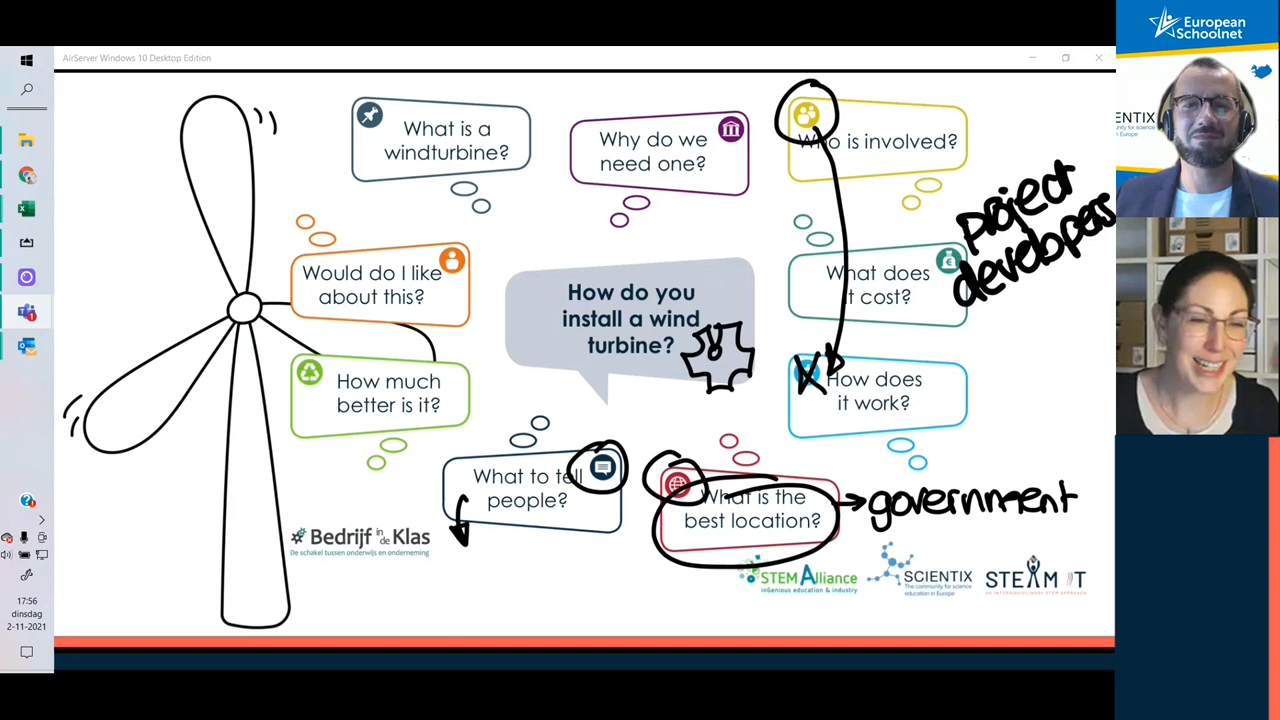 AirServer Windows 10 Desktop Edition
European
Schoolnet
What is a
windturbine?
Why do we
need one?
Who is involved?
project
developers
Would do I like
about this?
How do you
install a wind
turbine?
What does
it cost?
How much
better is it?
How does
it work?
What to tell
people?
What is the
best location?
government
Bedrijf in de Klas
De schakel tussen onderwijs en onderneming
STEM Alliance
inGenious education & industry
SCIENTIX
The community for science
education in Europe
STEAM IT
AN INTERDISCIPLINARY STEM APPROACH
17:56
dinsdag
2-11-2021